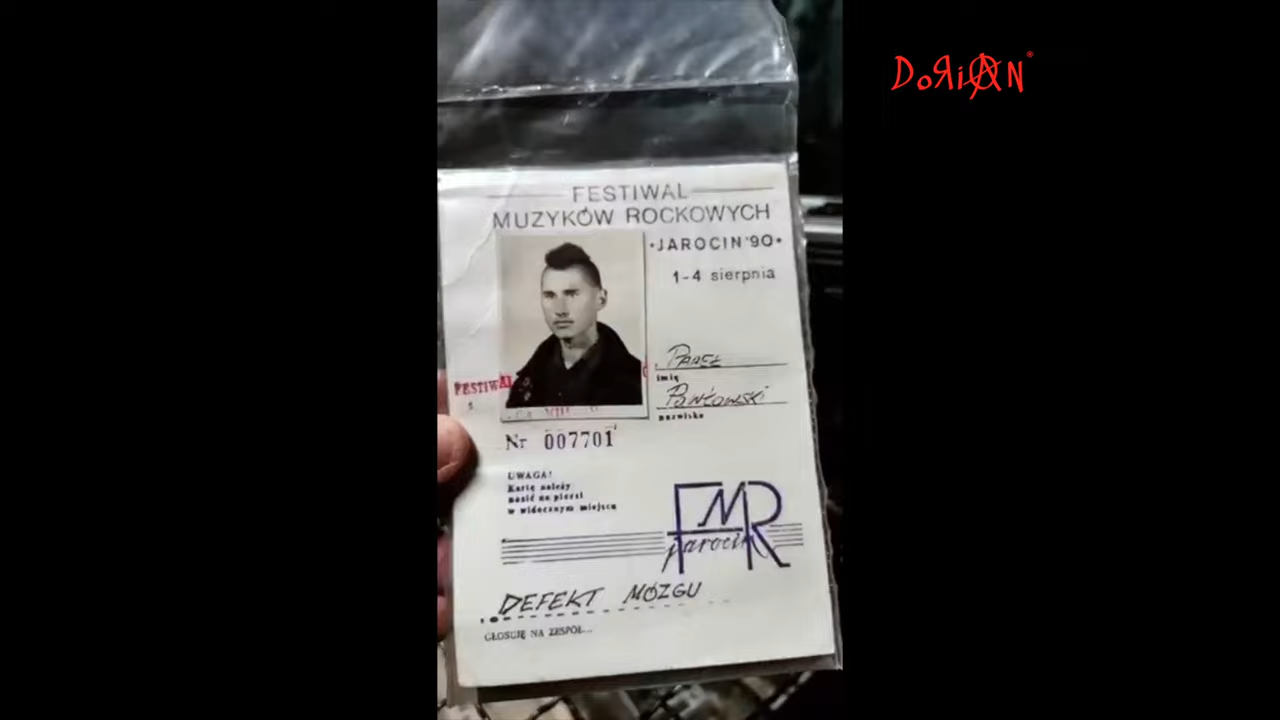 DoRiAN®
FESTIWAL
MUZYKÓW ROCKOWYCH
•JAROCIN'90•
1-4 sierpnia
PAWEŁ
imię
PAWŁOWSKI
nazwisko
FESTIWAL
Nr 007701
UWAGA!
Kartę należy
nosić na piersi
w widocznym miejscu
FMR
jarocin
DEFEKT MÓZGU
GŁOSUJĘ NA ZESPÓŁ...